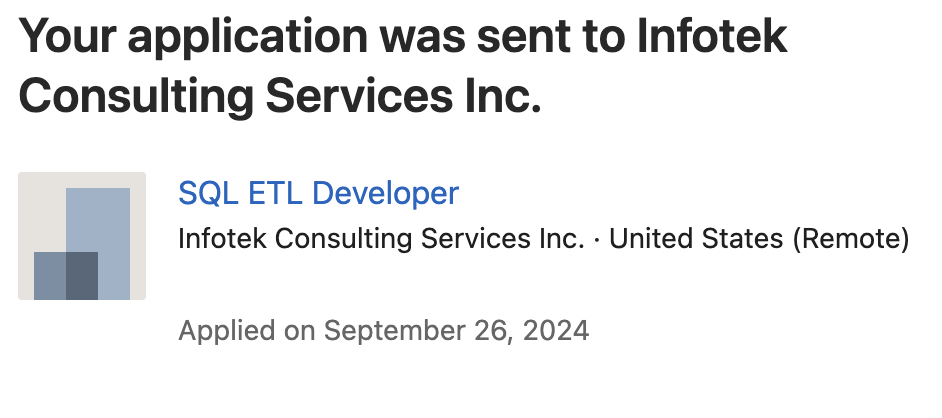 Your application was sent to Infotek
Consulting Services Inc.
SQL ETL Developer
Infotek Consulting Services Inc. · United States (Remote)
Applied on September 26, 2024